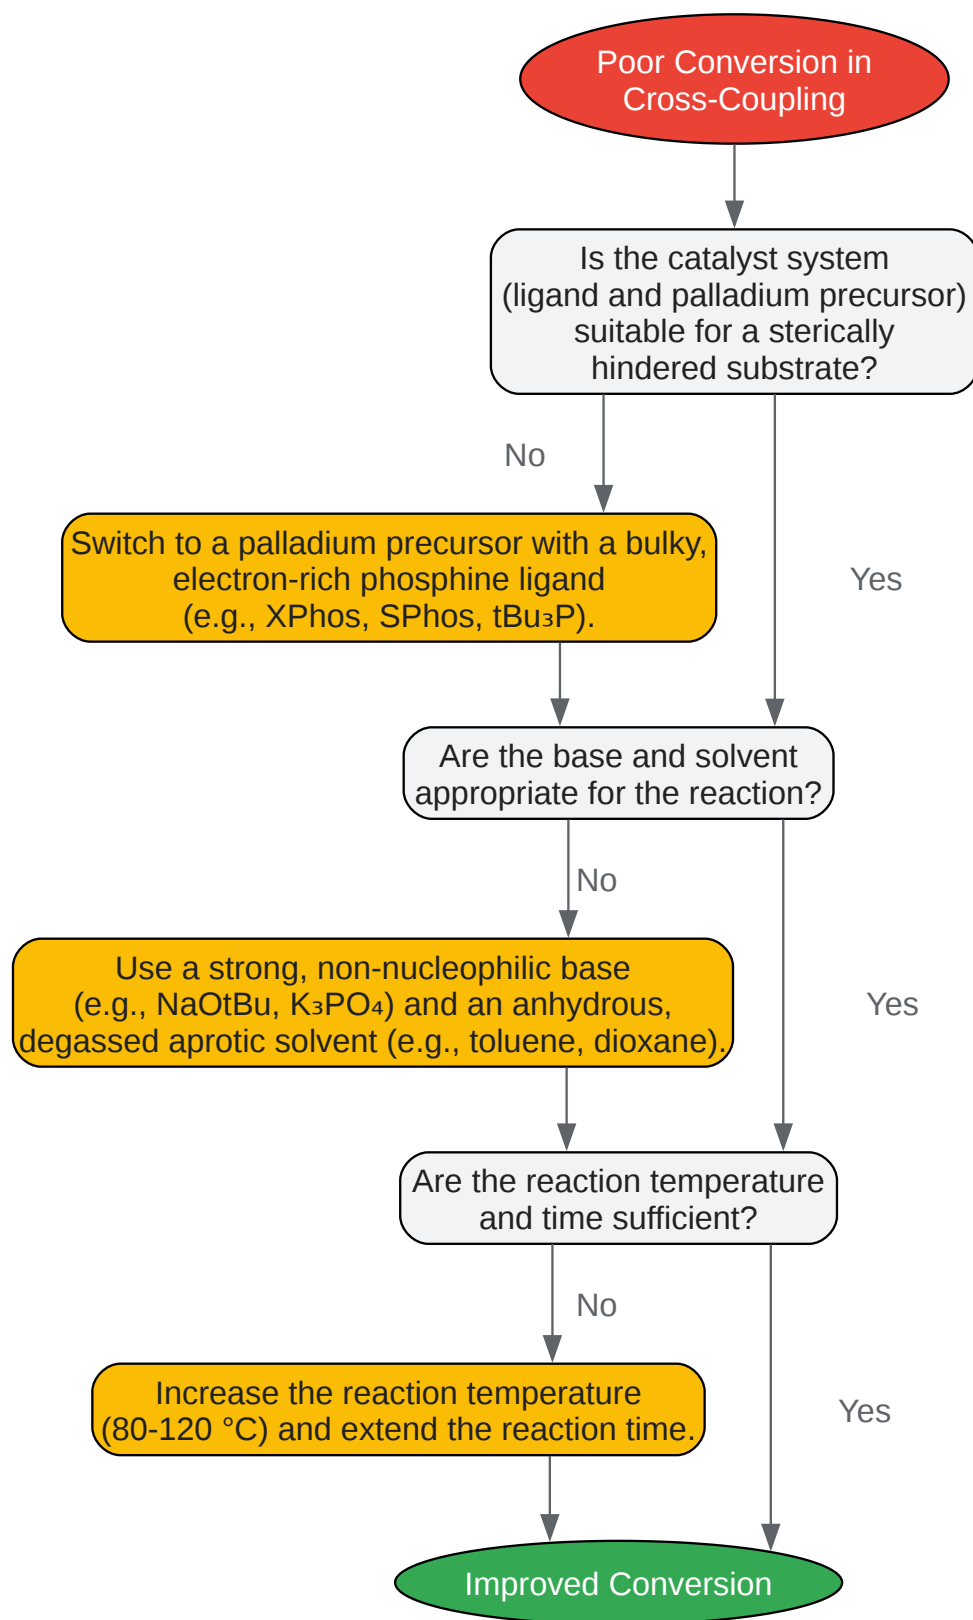 Poor Conversion in
Cross-Coupling
Is the catalyst system
(ligand and palladium precursor)
suitable for a sterically
hindered substrate?
No
Switch to a palladium precursor with a bulky,
electron-rich phosphine ligand
(e.g., XPhos, SPhos, tBu₃P).
Yes
Are the base and solvent
appropriate for the reaction?
No
Use a strong, non-nucleophilic base
(e.g., NaOtBu, K₃PO₄) and an anhydrous,
degassed aprotic solvent (e.g., toluene, dioxane).
Yes
Are the reaction temperature
and time sufficient?
No
Increase the reaction temperature
(80-120 °C) and extend the reaction time.
Yes
Improved Conversion